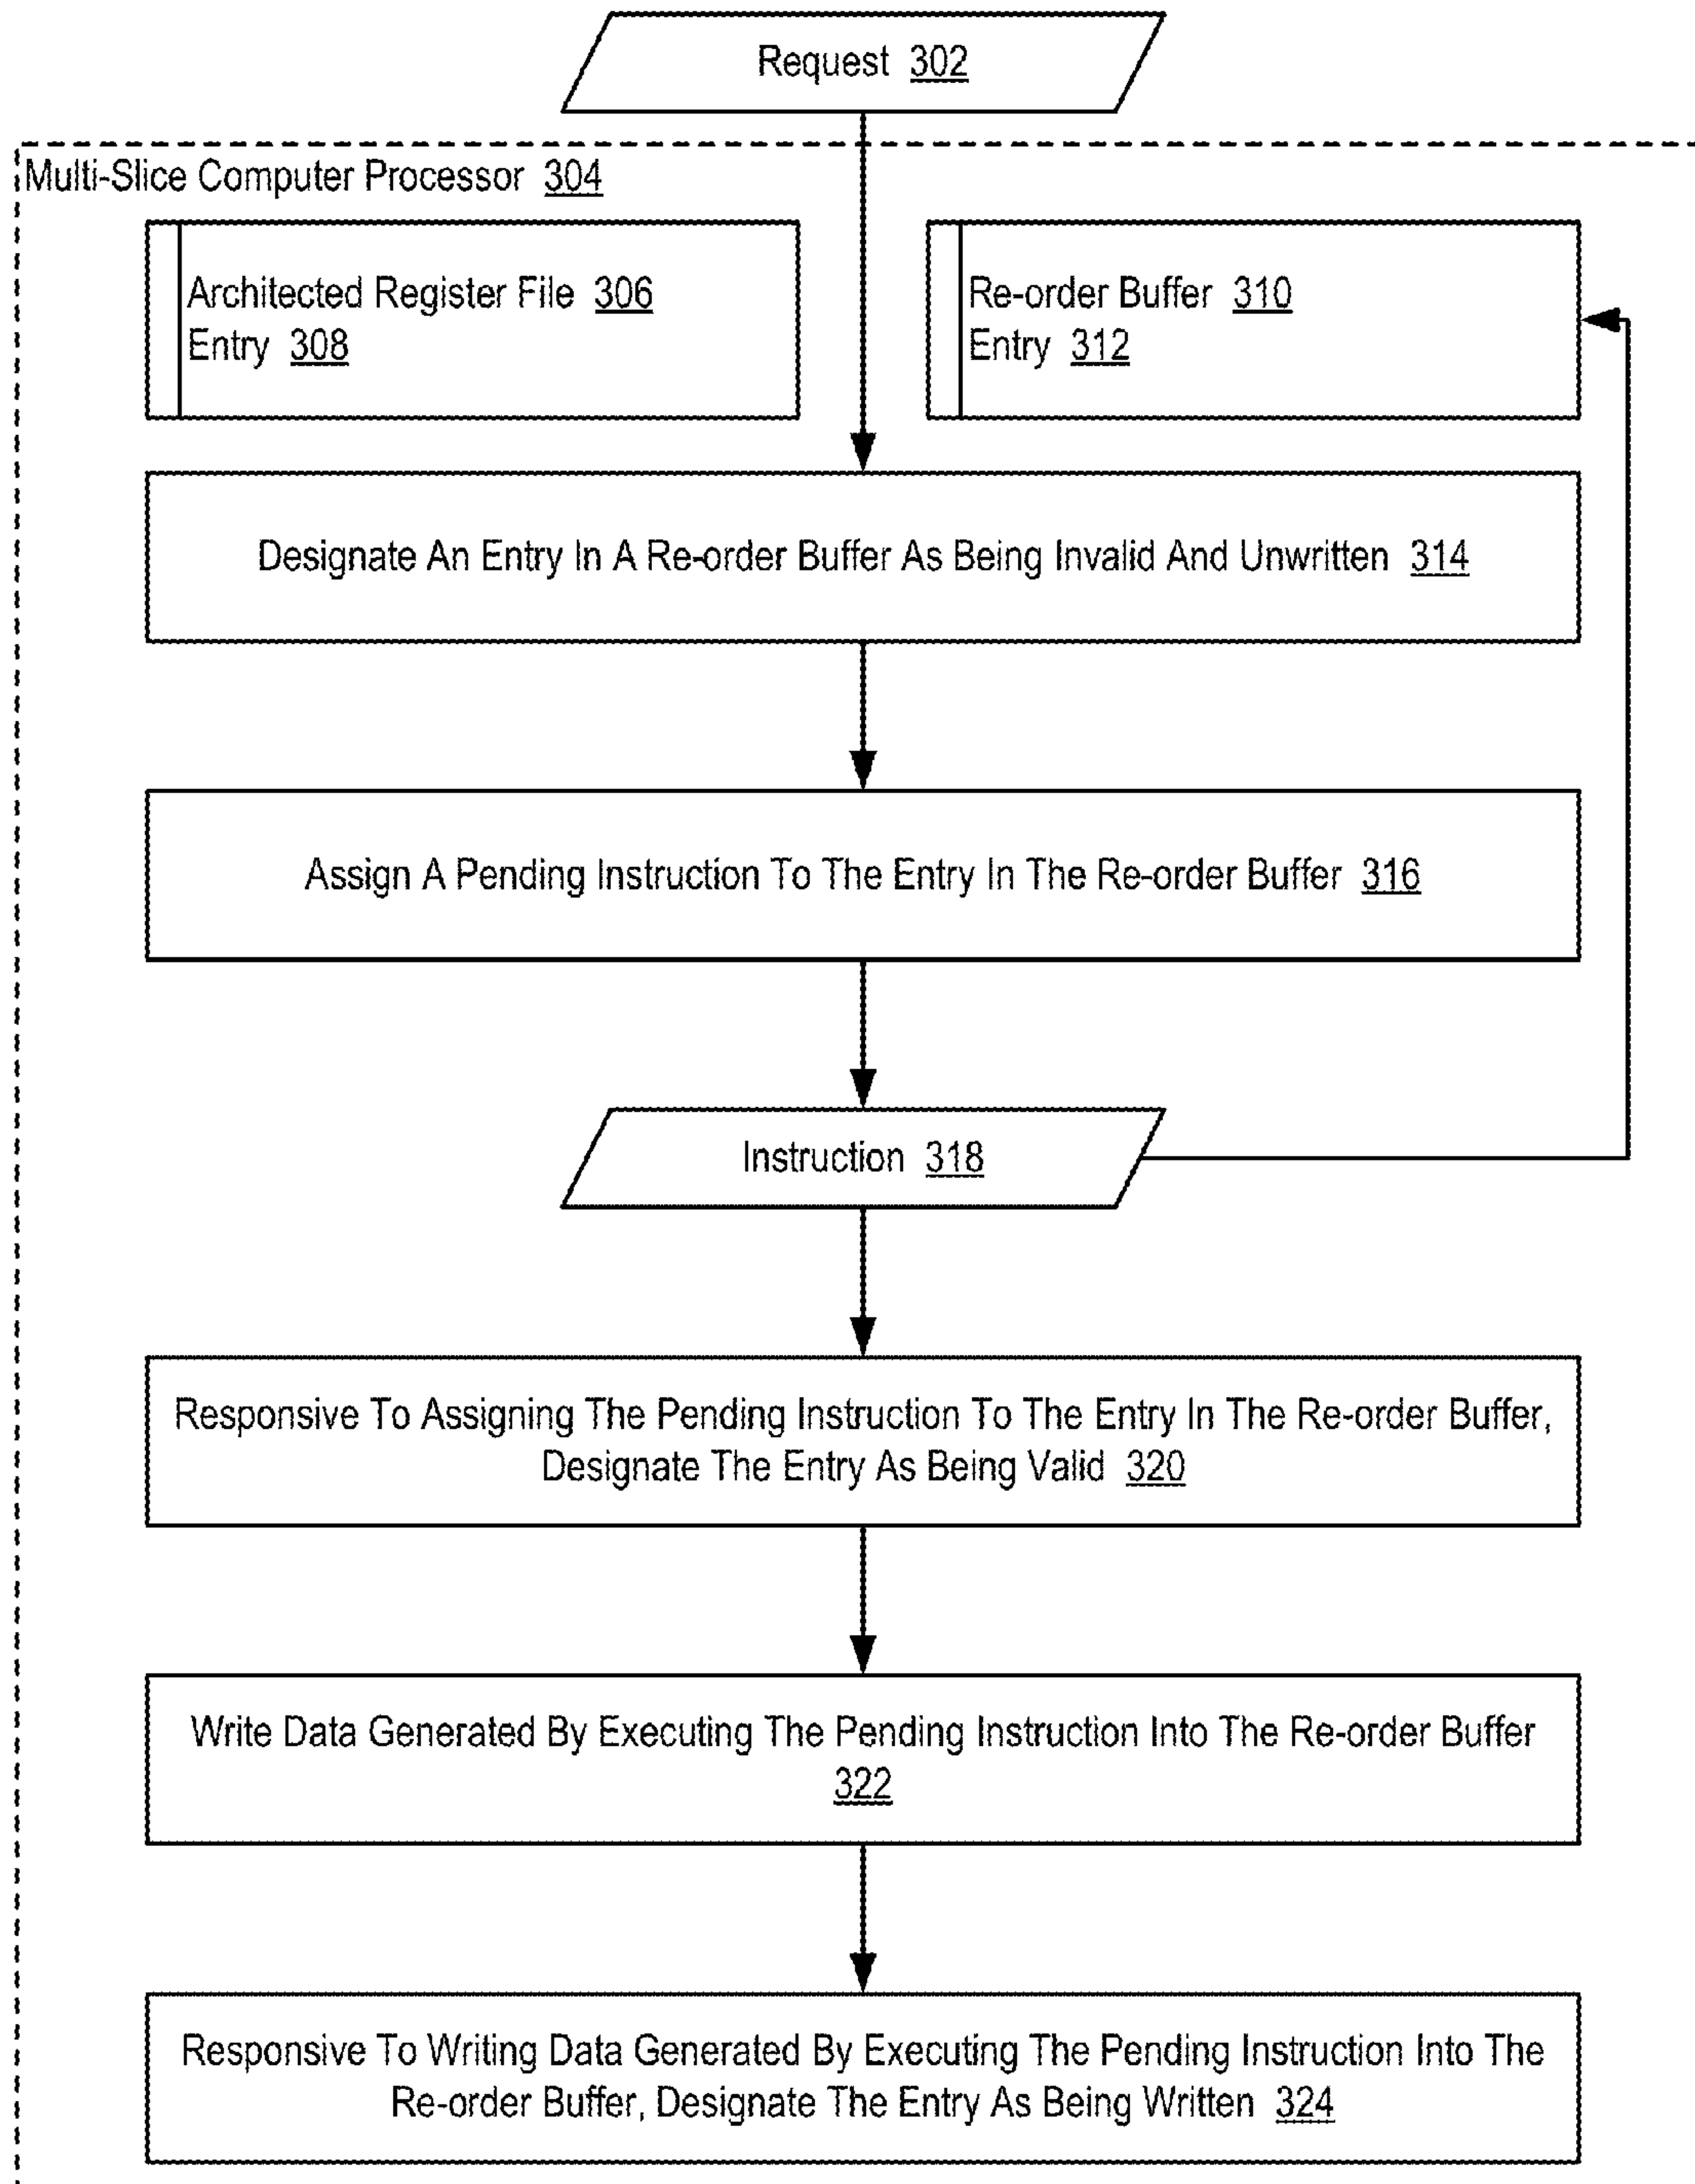 Request 302
Multi-Slice Computer Processor 304
Architected Register File 306
Entry 308
Re-order Buffer 310
Entry 312
Designate An Entry In A Re-order Buffer As Being Invalid And Unwritten 314
Assign A Pending Instruction To The Entry In The Re-order Buffer 316
Instruction 318
Responsive To Assigning The Pending Instruction To The Entry In The Re-order Buffer,
Designate The Entry As Being Valid 320
Write Data Generated By Executing The Pending Instruction Into The Re-order Buffer
322
Responsive To Writing Data Generated By Executing The Pending Instruction Into The
Re-order Buffer, Designate The Entry As Being Written 324